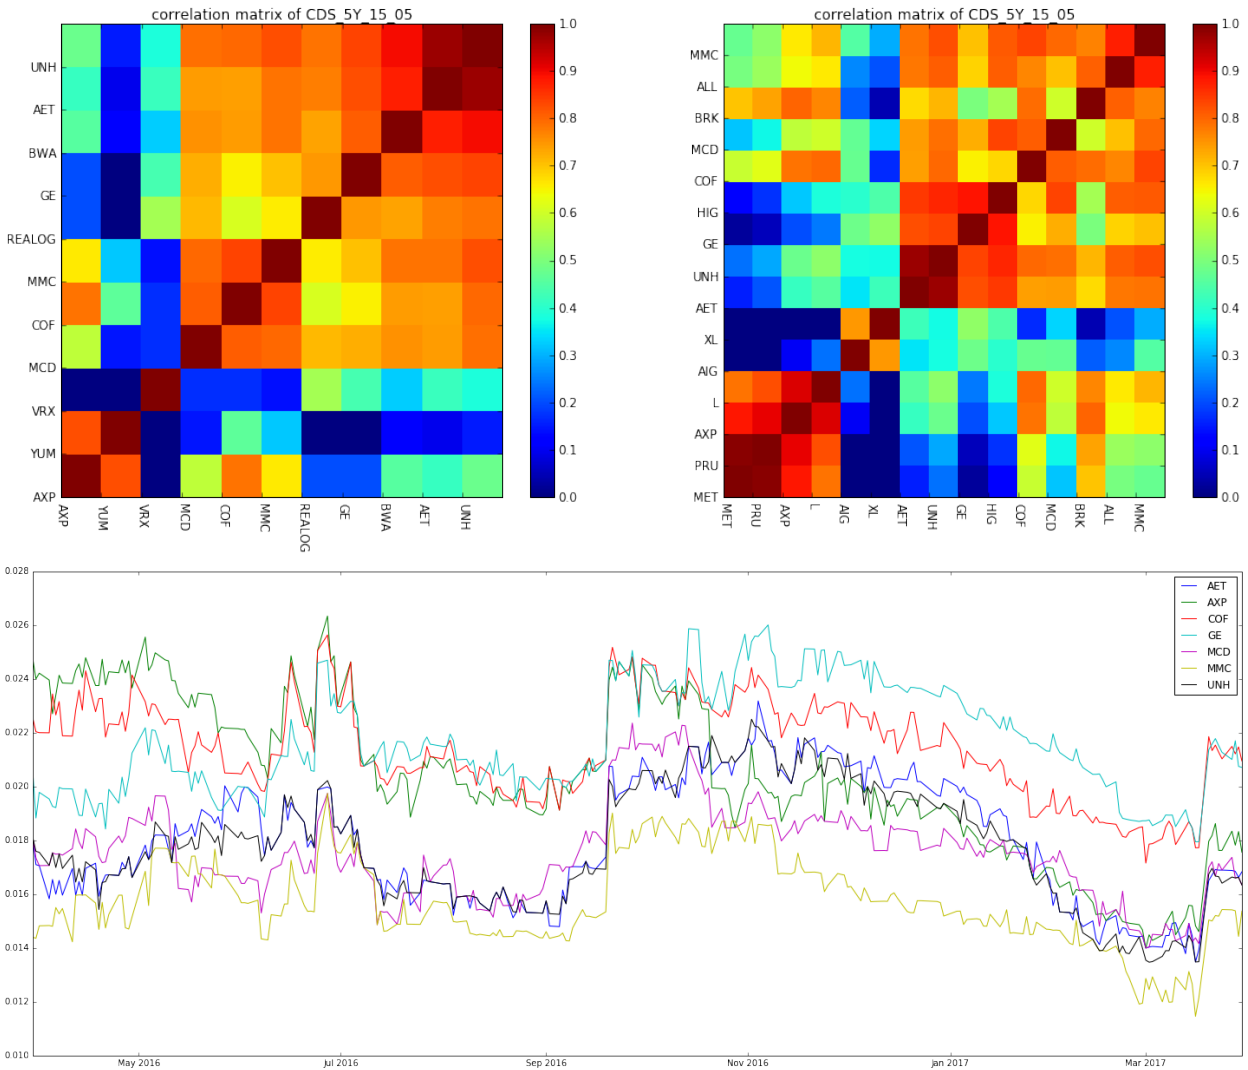 correlation matrix of CDS_5Y_15_05
UNH
AET
BWA
GE
REALOG
MMC
COF
MCD
VRX
YUM
AXP
AXP YUM VRX MCD COF MMC REALOG GE BWA AET UNH
1.0
0.9
0.8
0.7
0.6
0.5
0.4
0.3
0.2
0.1
0.0
correlation matrix of CDS_5Y_15_05
MMC
ALL
BRK
MCD
COF
HIG
GE
UNH
AET
XL
AIG
L
AXP
PRU
MET
MET PRU AXP L AIG XL AET UNH GE HIG COF MCD BRK ALL MMC
1.0
0.9
0.8
0.7
0.6
0.5
0.4
0.3
0.2
0.1
0.0
0.028
0.026
0.024
0.022
0.020
0.018
0.016
0.014
0.012
0.010
May 2016 Jul 2016 Sep 2016 Nov 2016 Jan 2017 Mar 2017
AET
AXP
COF
GE
MCD
MMC
UNH